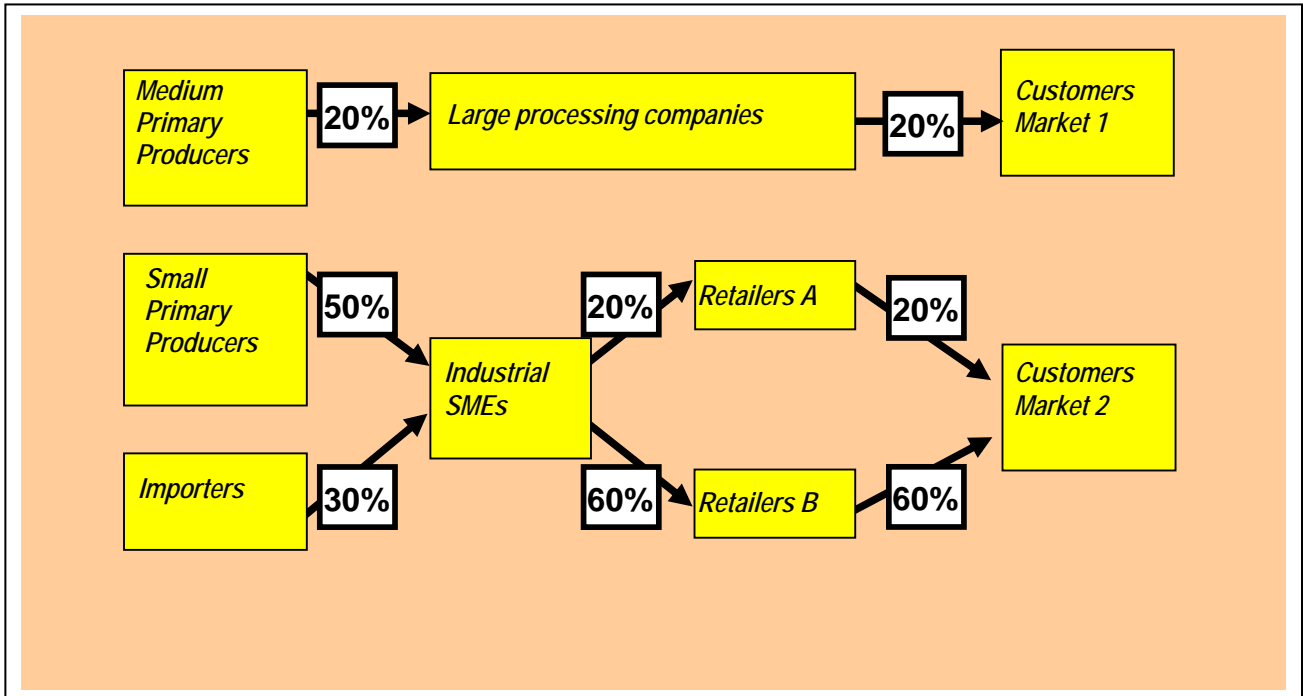 Medium
Primary
Producers
20%
Large processing companies
20%
Customers
Market 1
Small
Primary
Producers
50%
Importers
30%
Industrial
SMEs
20%
Retailers A
20%
60%
Retailers B
60%
Customers
Market 2